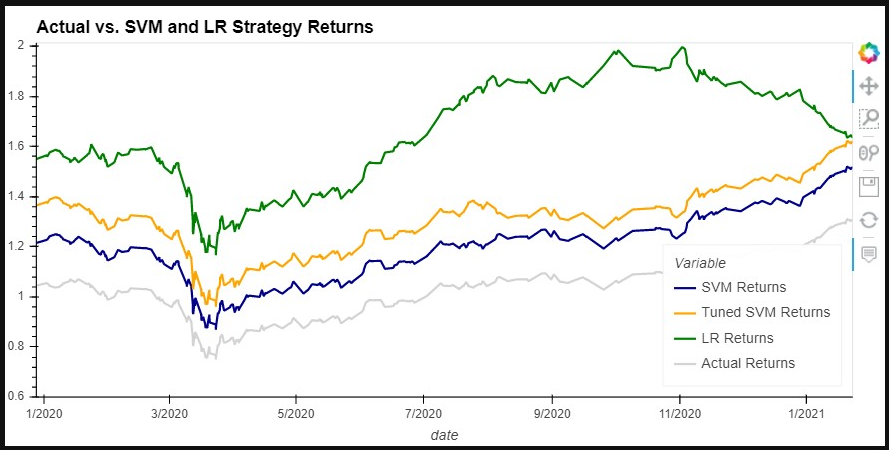 Actual vs. SVM and LR Strategy Returns
2
1.8
1.6
1.4
1.2
1
0.8
0.6
1/2020
3/2020
5/2020
7/2020
9/2020
11/2020
1/2021
date
Variable
SVM Returns
Tuned SVM Returns
LR Returns
Actual Returns